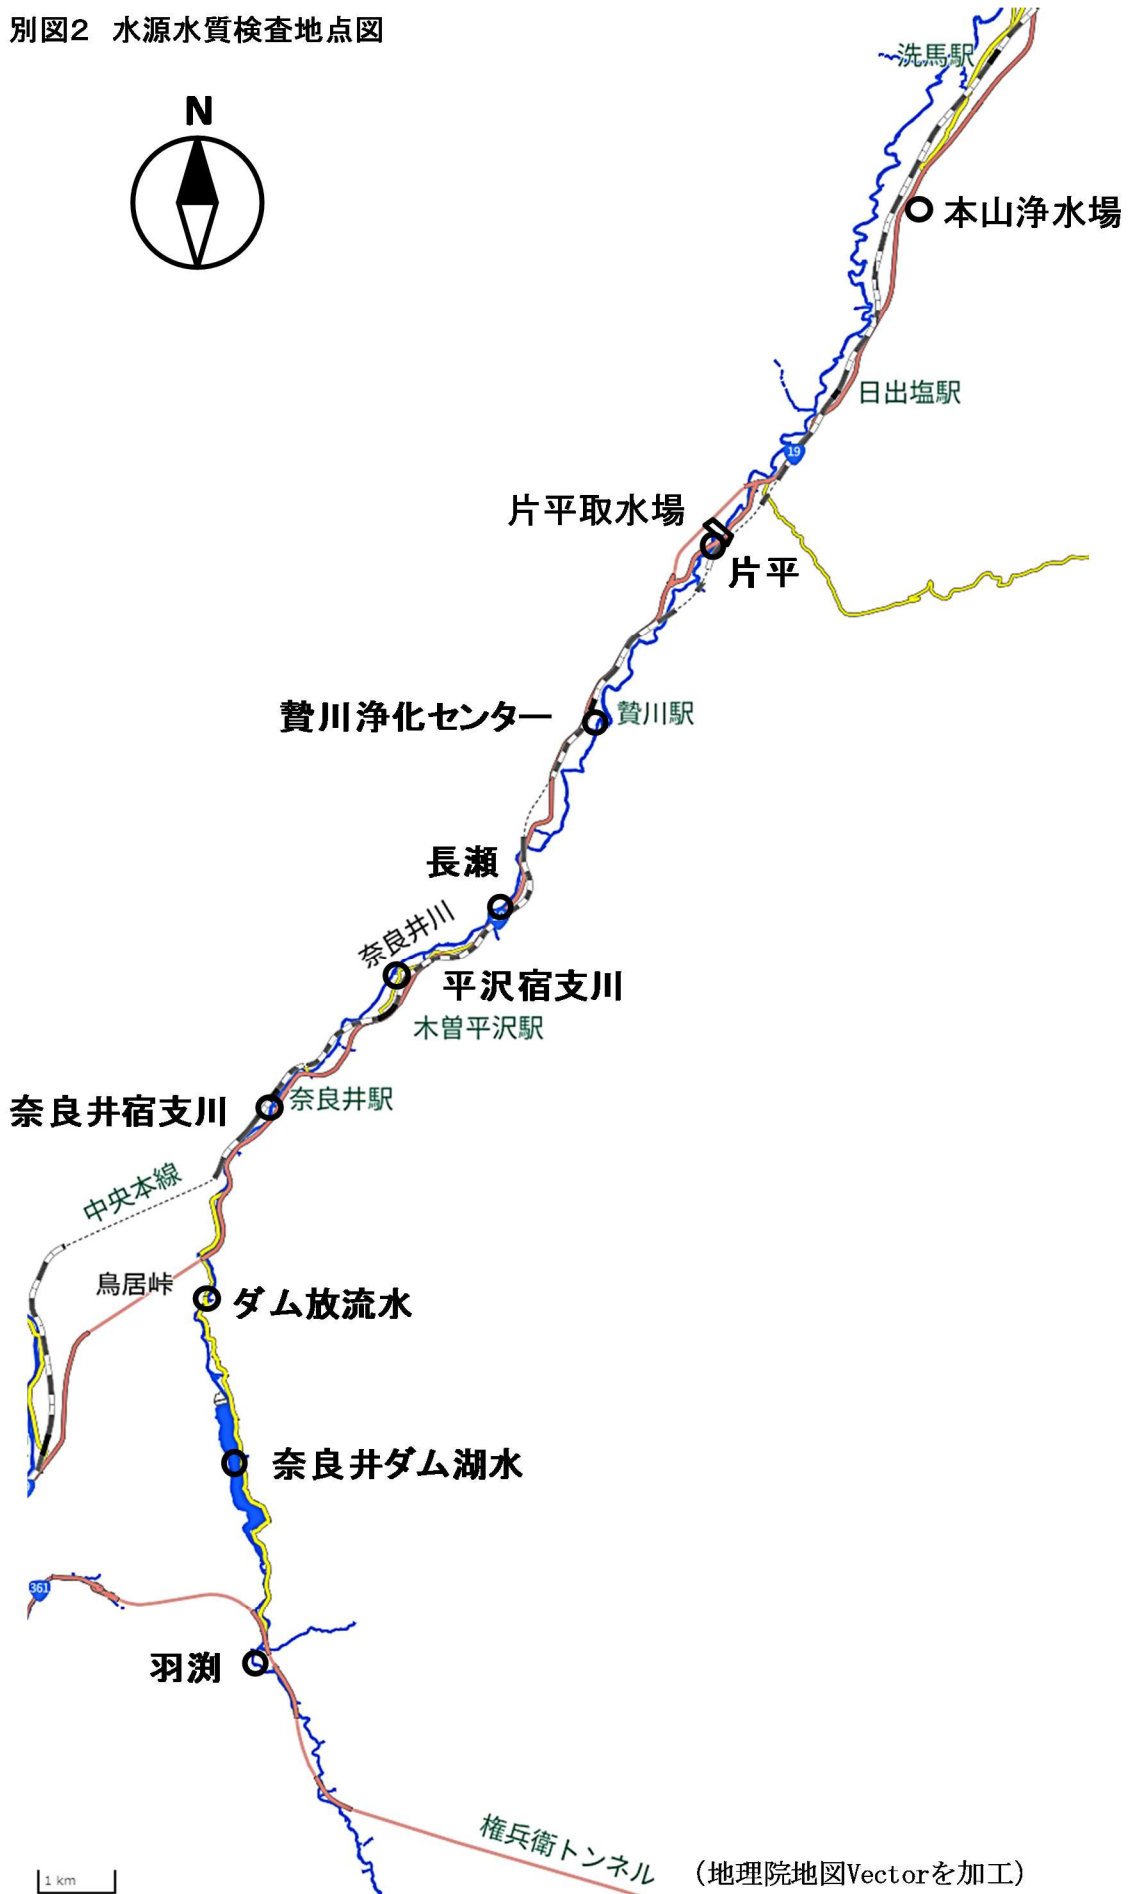 別図2 水源水質検査地点図
N
洗馬駅
本山浄水場
日出塩駅
19
片平取水場
片平
贄川浄化センター
贄川駅
長瀬
奈良井川
平沢宿支川
木曽平沢駅
奈良井宿支川
奈良井駅
中央本線
鳥居峠
ダム放流水
奈良井ダム湖水
361
羽渕
権兵衛トンネル
(地理院地図Vectorを加工)
1 km